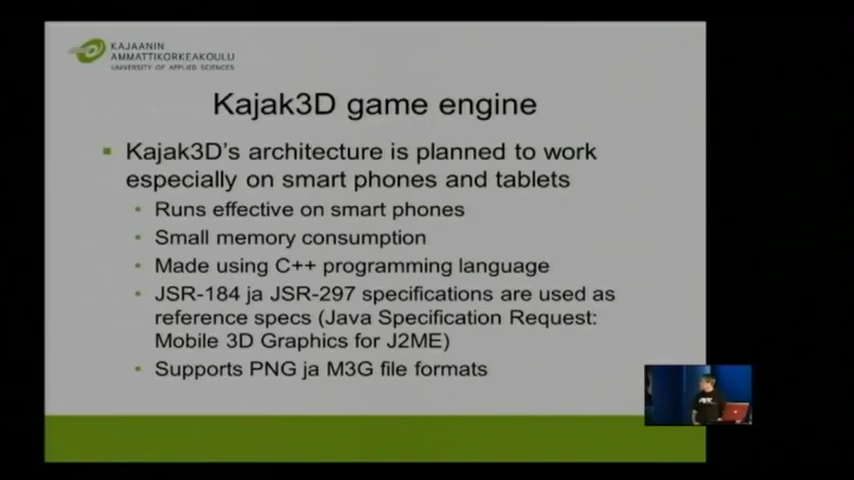 KAJAANIN
AMMATTIKORKEAKOULU
UNIVERSITY OF APPLIED SCIENCES
Kajak3D game engine
Kajak3D's architecture is planned to work
especially on smart phones and tablets
Runs effective on smart phones
Small memory consumption
Made using C++ programming language
JSR-184 ja JSR-297 specifications are used as
reference specs (Java Specification Request:
Mobile 3D Graphics for J2ME)
Supports PNG ja M3G file formats